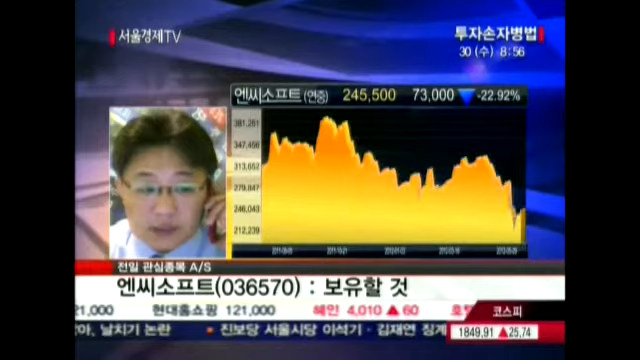 서울경제TV
투자손자병법
30 (수) 8:56
엔씨소프트 (연중) 245,500 73,000 ▼ -22.92%
381,261
347,456
313,652
279,847
246,043
212,239
전일 관심종목 A/S
엔씨소프트(036570) : 보유할 것
21,000 현대홈쇼핑 121,000 혜인 4,010 ▲ 60
코스피
날치기 논란 • 진보당 서울시당 이석기·김재연 징계
1849.91 ▲ 25.74